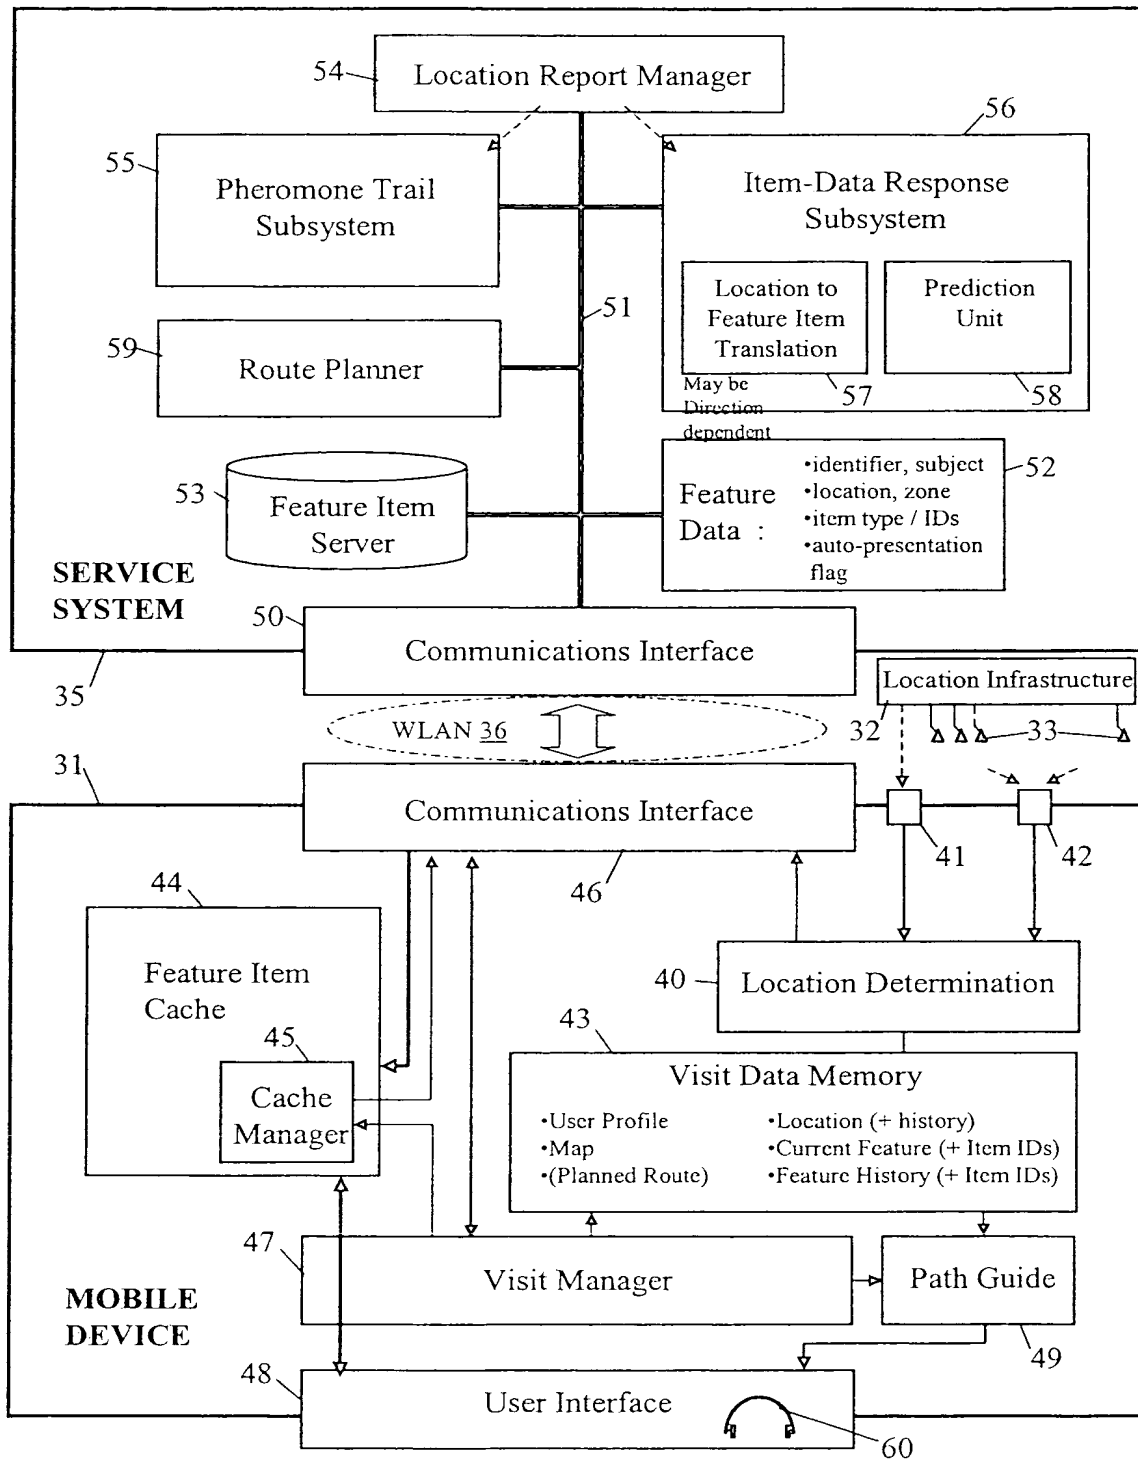 54
Location Report Manager
56
55
Pheromone Trail
Subsystem
Item-Data Response
Subsystem
Location to
Feature Item
Translation
Prediction
Unit
51
59
Route Planner
57
58
May be
Direction
dependent
53
Feature Item
Server
Feature
Data :
•identifier, subject
•location, zone
•item type / IDs
•auto-presentation
flag
52
SERVICE
SYSTEM
50
Communications Interface
35
Location Infrastructure
32
33
WLAN 36
31
Communications Interface
41
42
46
44
Feature Item
Cache
40
Location Determination
45
Cache
Manager
43
Visit Data Memory
•User Profile
•Map
•(Planned Route)
•Location (+ history)
•Current Feature (+ Item IDs)
•Feature History (+ Item IDs)
47
Visit Manager
Path Guide
MOBILE
DEVICE
49
48
User Interface
60